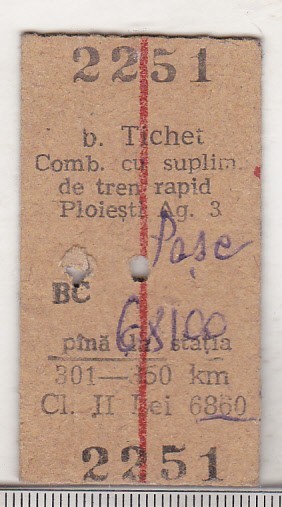 2251
b. Tichet
Comb. cu suplim.
de tren rapid
Ploiești Ag. 3
BC
pînă la stația
301—350 km
Cl. II Lei 6860
2251